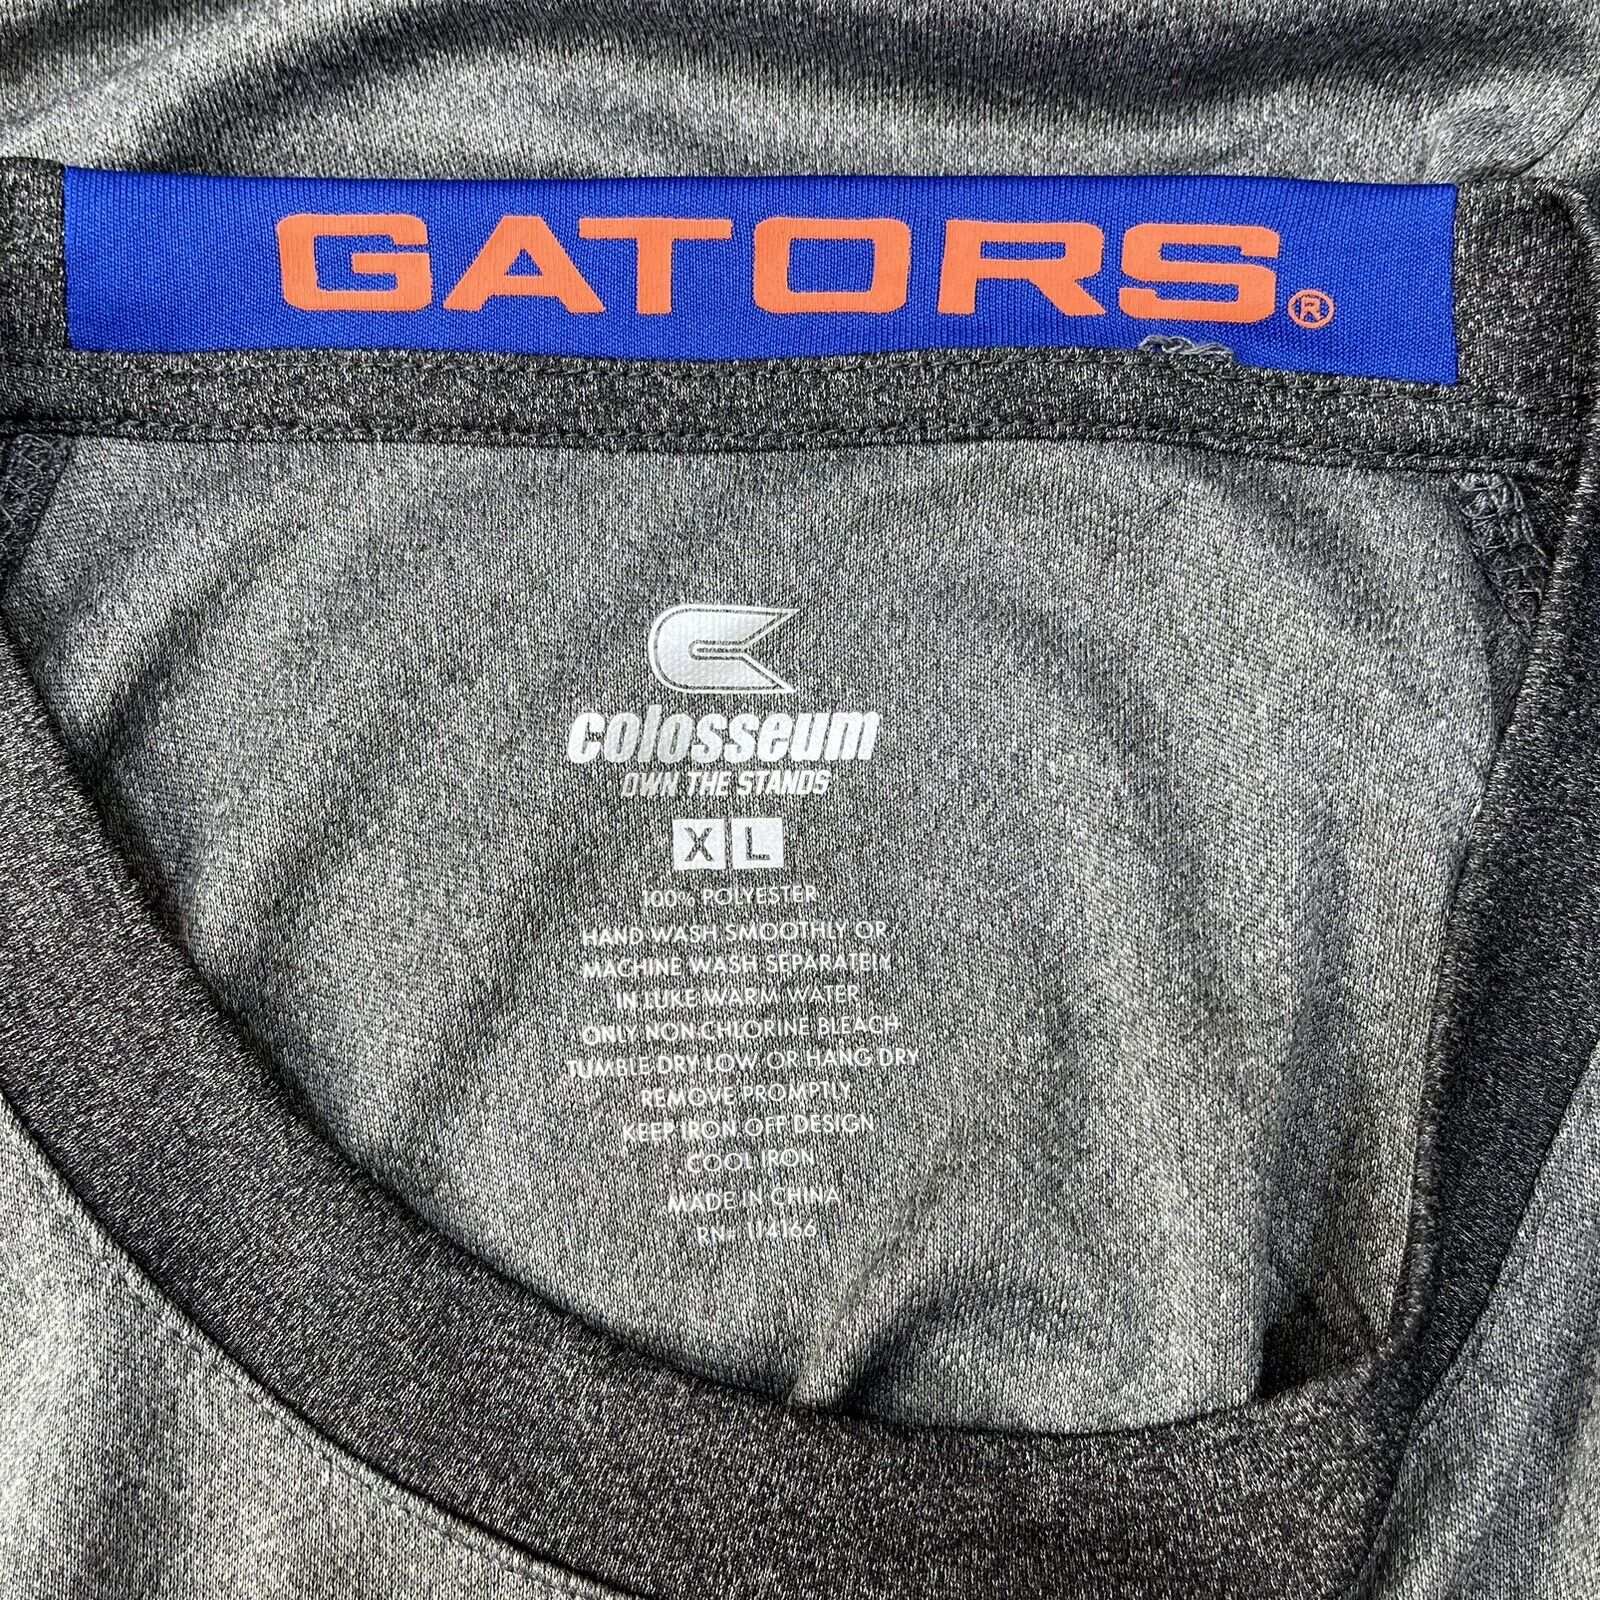 GATORS®
colosseum
OWN THE STANDS
XL
100% POLYESTER
HAND WASH SMOOTHLY OR
MACHINE WASH SEPARATELY
IN LUKE WARM WATER
ONLY NON-CHLORINE BLEACH
TUMBLE DRY LOW OR HANG DRY
REMOVE PROMPTLY
KEEP IRON OFF DESIGN
COOL IRON
MADE IN CHINA
RN# 114166